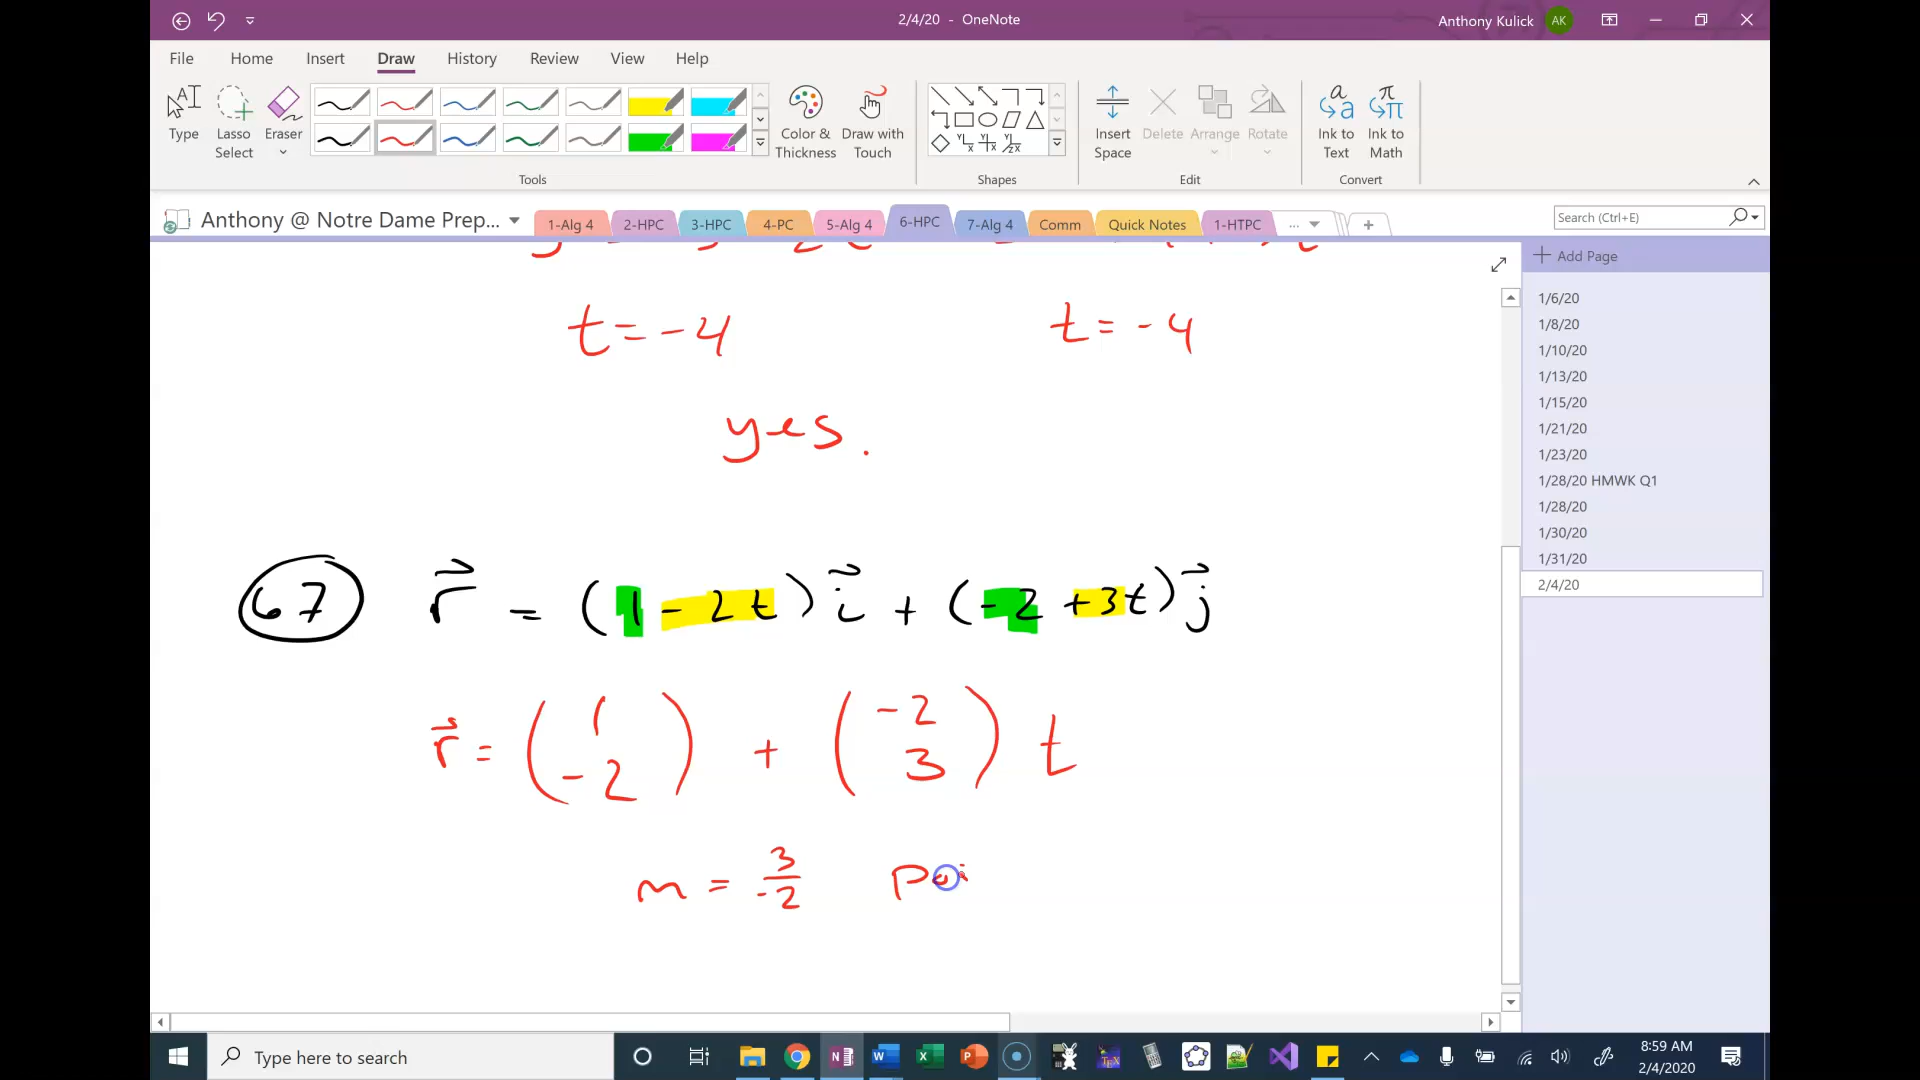 2/4/20 - OneNote
Anthony Kulick AK
File Home Insert Draw History Review View Help
Type
Lasso Select
Eraser
Color & Thickness
Draw with Touch
Insert Space
Delete
Arrange
Rotate
Ink to Text
Ink to Math
Tools Shapes Edit Convert
Anthony @ Notre Dame Prep...
1-Alg 4 2-HPC 3-HPC 4-PC 5-Alg 4 6-HPC 7-Alg 4 Comm Quick Notes 1-HTPC ...
Search (Ctrl+E)
Add Page
1/6/20
1/8/20
1/10/20
1/13/20
1/15/20
1/21/20
1/23/20
1/28/20 HMWK Q1
1/28/20
1/30/20
1/31/20
2/4/20
t = -4 t = -4
yes.
67 r⃗ = (1 - 2t) i⃗ + (-2 + 3t) j⃗
r⃗ = (1 -2) + (-2 3) t
m = 3/-2 Poi
Type here to search
8:59 AM
2/4/2020